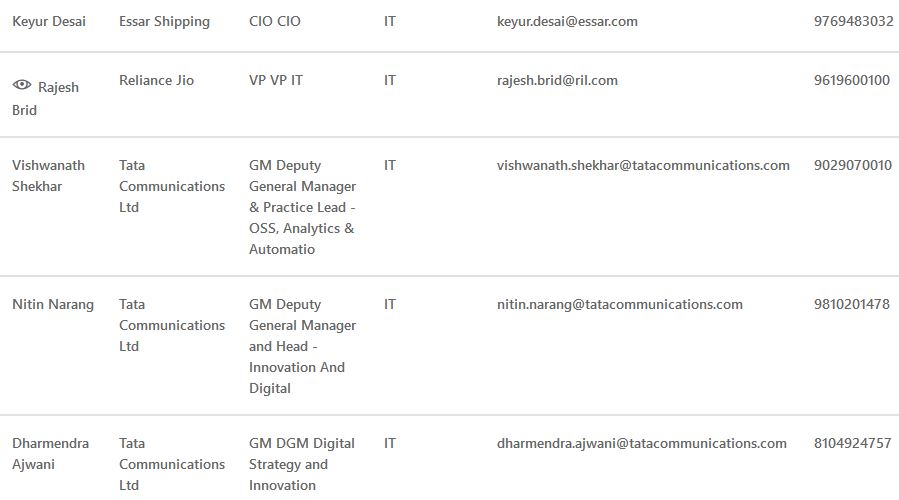 Keyur Desai Essar Shipping CIO CIO IT keyur.desai@essar.com 9769483032
Rajesh Reliance Jio VP VP IT IT rajesh.brid@ril.com 9619600100
Brid
Vishwanath Tata GM Deputy IT vishwanath.shekhar@tatacommunications.com 9029070010
Shekhar Communications General Manager
Ltd & Practice Lead -
OSS, Analytics &
Automatio
Nitin Narang Tata GM Deputy IT nitin.narang@tatacommunications.com 9810201478
Communications General Manager
Ltd and Head -
Innovation And
Digital
Dharmendra Tata GM DGM Digital IT dharmendra.ajwani@tatacommunications.com 8104924757
Ajwani Communications Strategy and
Ltd Innovation